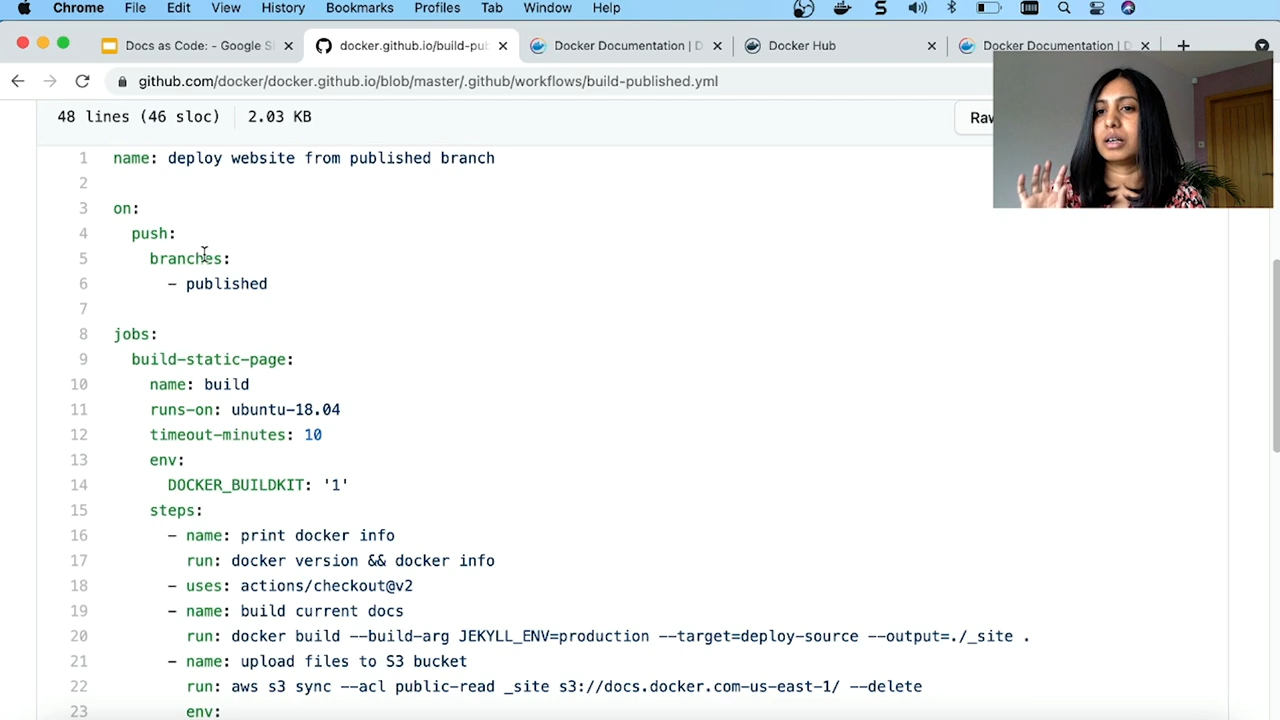 Chrome File Edit View History Bookmarks Profiles Tab Window Help
Docs as Code: - Google Sl
docker.github.io/build-pub
Docker Documentation | D
Docker Hub
Docker Documentation | D
github.com/docker/docker.github.io/blob/master/.github/workflows/build-published.yml
48 lines (46 sloc) 2.03 KB
Raw
1 name: deploy website from published branch
2
3 on:
4 push:
5 branches:
6 - published
7
8 jobs:
9 build-static-page:
10 name: build
11 runs-on: ubuntu-18.04
12 timeout-minutes: 10
13 env:
14 DOCKER_BUILDKIT: '1'
15 steps:
16 - name: print docker info
17 run: docker version && docker info
18 - uses: actions/checkout@v2
19 - name: build current docs
20 run: docker build --build-arg JEKYLL_ENV=production --target=deploy-source --output=./_site .
21 - name: upload files to S3 bucket
22 run: aws s3 sync --acl public-read _site s3://docs.docker.com-us-east-1/ --delete
23 env: